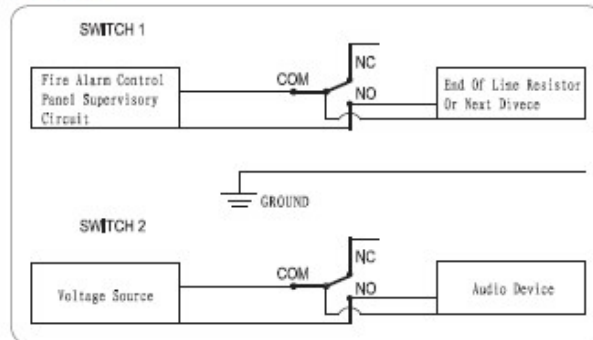 SWITCH 1
Fire Alarm Control
Panel Supervisory
Circuit
COM
NC
NO
End Of Line Resistor
Or Next Divece
GROUND
SWITCH 2
Voltage Source
COM
NC
NO
Audio Device